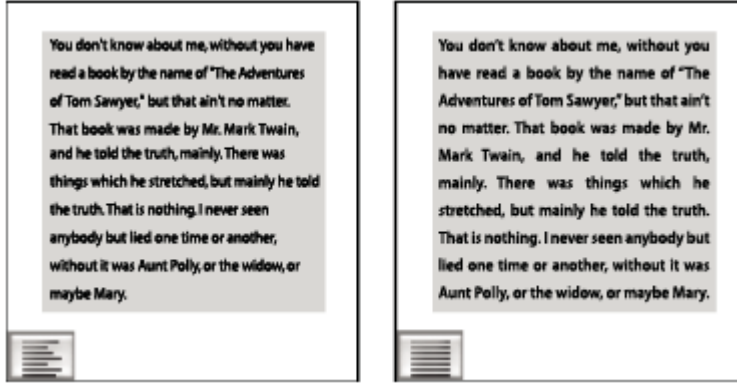 You don't know about me, without you have
read a book by the name of "The Adventures
of Tom Sawyer," but that ain't no matter.
That book was made by Mr. Mark Twain,
and he told the truth, mainly. There was
things which he stretched, but mainly he told
the truth. That is nothing. I never seen
anybody but lied one time or another,
without it was Aunt Polly, or the widow, or
maybe Mary.
You don't know about me, without you
have read a book by the name of "The
Adventures of Tom Sawyer," but that ain't
no matter. That book was made by Mr.
Mark Twain, and he told the truth,
mainly. There was things which he
stretched, but mainly he told the truth.
That is nothing. I never seen anybody but
lied one time or another, without it was
Aunt Polly, or the widow, or maybe Mary.